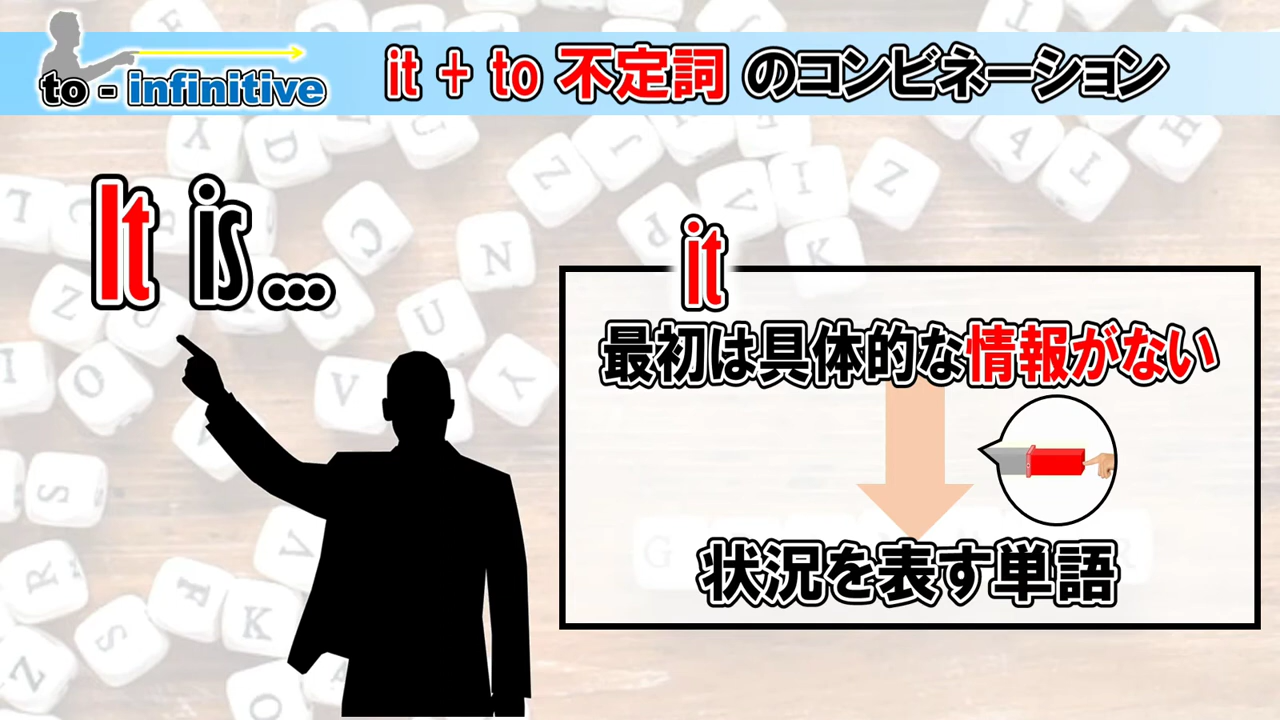 to - infinitive
it + to 不定詞 のコンビネーション
It is...
it
最初は具体的な情報がない
状況を表す単語